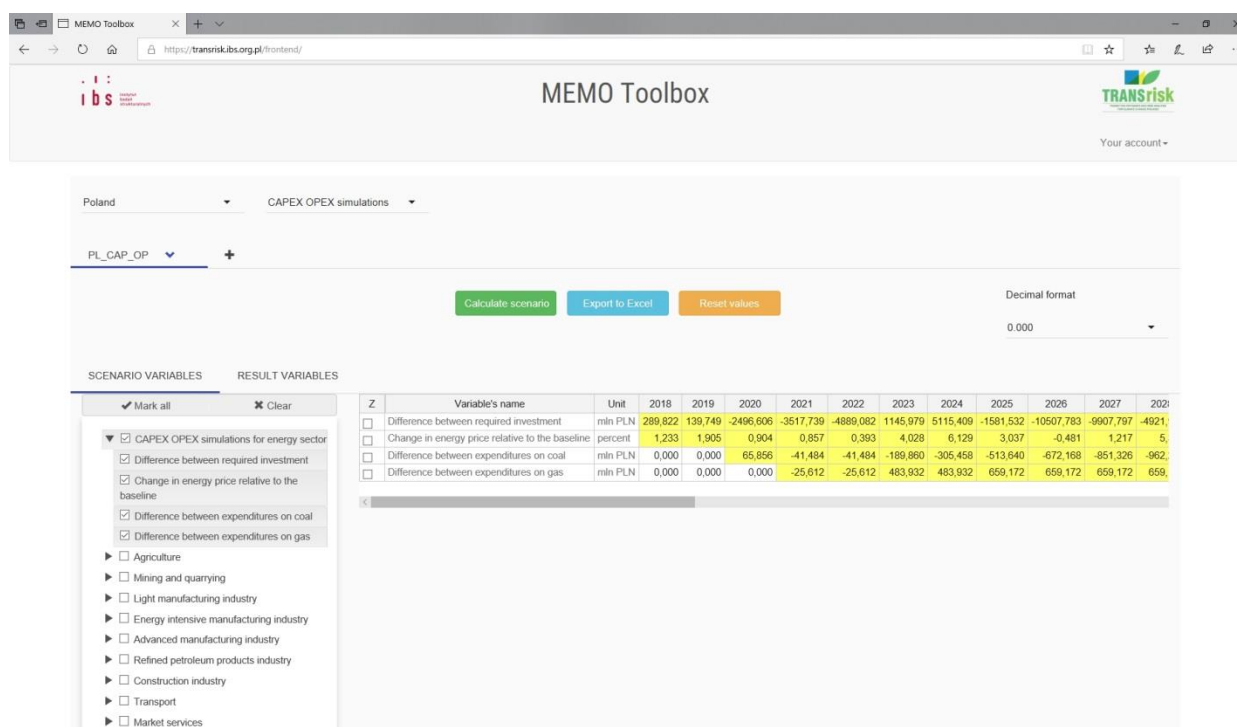 MEMO Toolbox
https://transrisk.ibs.org.pl/frontend/
ibs
MEMO Toolbox
TRANSrisk
Your account
Poland CAPEX OPEX simulations
PL_CAP_OP
Calculate scenario Export to Excel Reset values
Decimal format
0.000
SCENARIO VARIABLES RESULT VARIABLES
Mark all Clear
CAPEX OPEX simulations for energy sector
Difference between required investment
Change in energy price relative to the
baseline
Difference between expenditures on coal
Difference between expenditures on gas
Agriculture
Mining and quarrying
Light manufacturing industry
Energy intensive manufacturing industry
Advanced manufacturing industry
Refined petroleum products industry
Construction industry
Transport
Market services
Z Variable's name Unit 2018 2019 2020 2021 2022 2023 2024 2025 2026 2027 2028
Difference between required investment mln PLN 289,822 139,749 -2496,606 -3517,739 -4889,082 1145,979 5115,409 -1581,532 -10507,783 -9907,797 -4921,
Change in energy price relative to the baseline percent 1,233 1,905 0,904 0,857 0,393 4,028 6,129 3,037 -0,481 1,217 5,
Difference between expenditures on coal mln PLN 0,000 0,000 65,856 -41,484 -41,484 -189,860 -305,458 -513,640 -672,168 -851,326 -962,
Difference between expenditures on gas mln PLN 0,000 0,000 0,000 -25,612 -25,612 483,932 483,932 659,172 659,172 659,172 659,